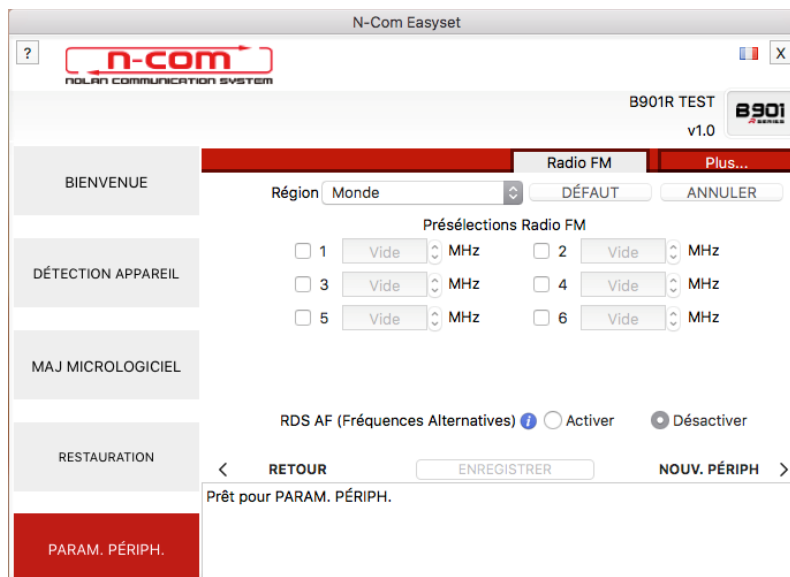 N-Com Easyset
?
n-com
X
NOLAN COMMUNICATION SYSTEM
B901R TEST
B901
R SERIES
v1.0
Radio FM
Plus...
BIENVENUE
Région Monde DÉFAUT ANNULER
Présélections Radio FM
1 Vide MHz 2 Vide MHz
DÉTECTION APPAREIL
3 Vide MHz 4 Vide MHz
5 Vide MHz 6 Vide MHz
MAJ MICROLOGICIEL
RDS AF (Fréquences Alternatives) i Activer Désactiver
RESTAURATION
< RETOUR ENREGISTRER NOUV. PÉRIPH >
Prêt pour PARAM. PÉRIPH.
PARAM. PÉRIPH.